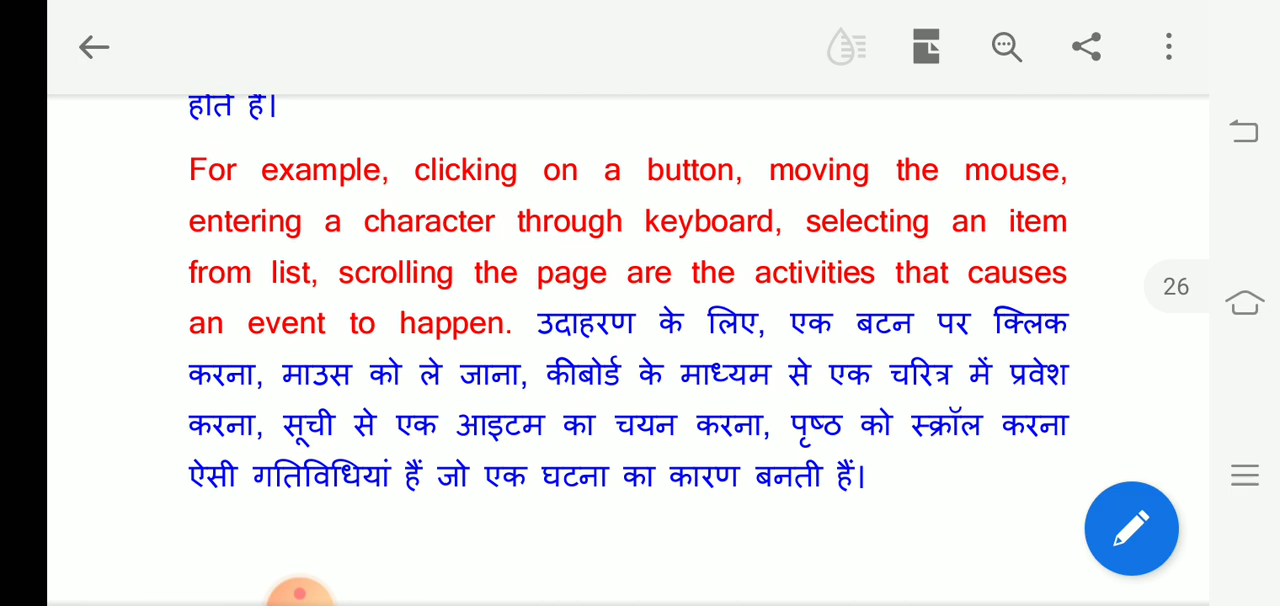 होते हैं।
For example, clicking on a button, moving the mouse,
entering a character through keyboard, selecting an item
from list, scrolling the page are the activities that causes
an event to happen. उदाहरण के लिए, एक बटन पर क्लिक
करना, माउस को ले जाना, कीबोर्ड के माध्यम से एक चरित्र में प्रवेश
करना, सूची से एक आइटम का चयन करना, पृष्ठ को स्क्रॉल करना
ऐसी गतिविधियां हैं जो एक घटना का कारण बनती हैं।
26